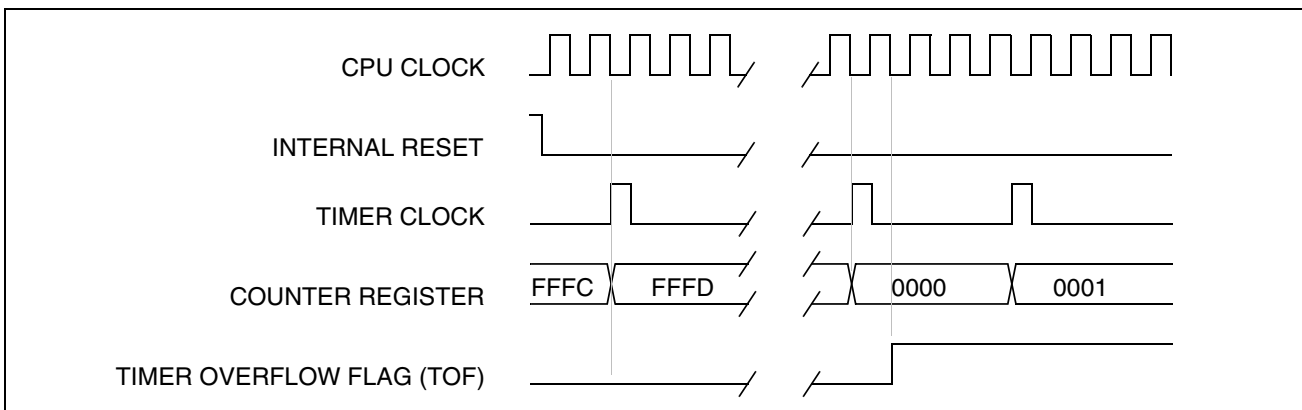 CPU CLOCK
INTERNAL RESET
TIMER CLOCK
COUNTER REGISTER FFFC FFFD 0000 0001
TIMER OVERFLOW FLAG (TOF)